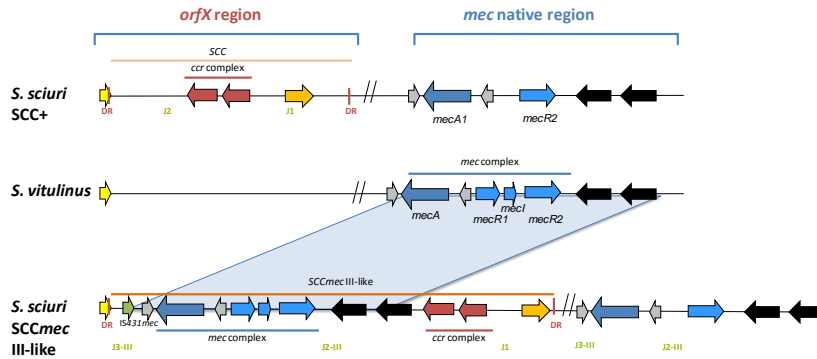 orfX region
mec native region
SCC
ccr complex
S. sciuri
SCC+
DR
J2
J1
DR
mecA1
mecR2
mec complex
S. vitulinus
mecA
mecR1
mecI
mecR2
SCCmec III-like
S. sciuri
SCCmec
III-like
DR
IS431mec
DR
J3-III
mec complex
J2-III
ccr complex
J1
J3-III
J2-III